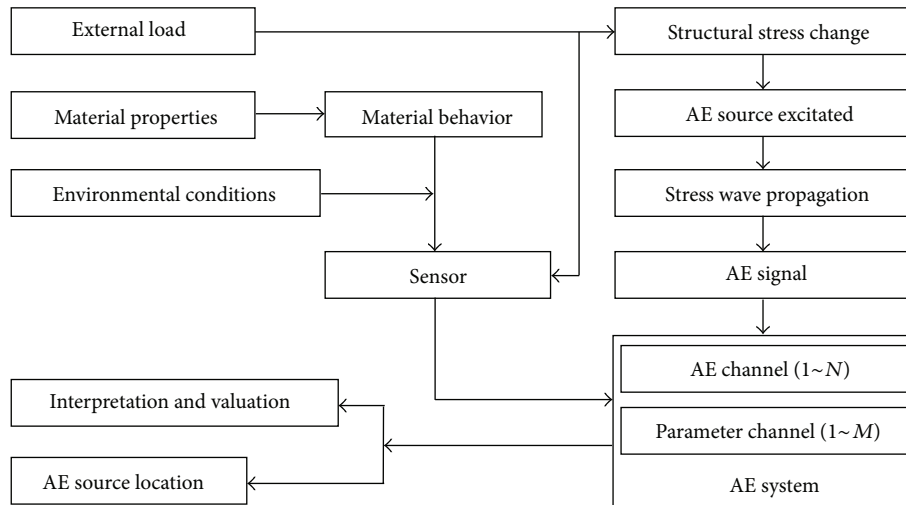 External load
Structural stress change
Material properties
Material behavior
AE source excitated
Environmental conditions
Stress wave propagation
Sensor
AE signal
AE channel (1~N)
Interpretation and valuation
Parameter channel (1~M)
AE source location
AE system